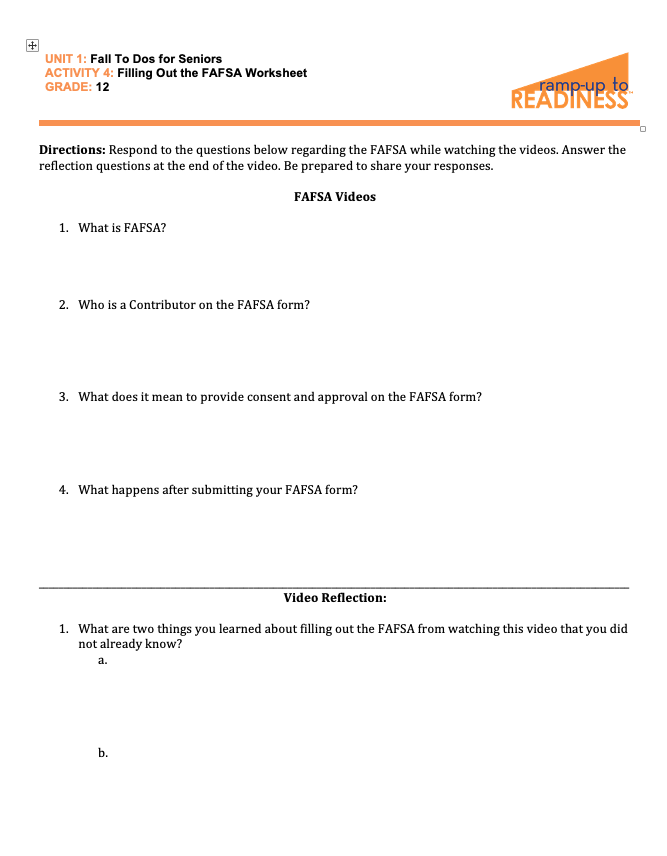 UNIT 1: Fall To Dos for Seniors
ACTIVITY 4: Filling Out the FAFSA Worksheet
GRADE: 12
ramp-up to
READINESS™
Directions: Respond to the questions below regarding the FAFSA while watching the videos. Answer the
reflection questions at the end of the video. Be prepared to share your responses.
FAFSA Videos
1. What is FAFSA?
2. Who is a Contributor on the FAFSA form?
3. What does it mean to provide consent and approval on the FAFSA form?
4. What happens after submitting your FAFSA form?
Video Reflection:
1. What are two things you learned about filling out the FAFSA from watching this video that you did
not already know?
a.
b.